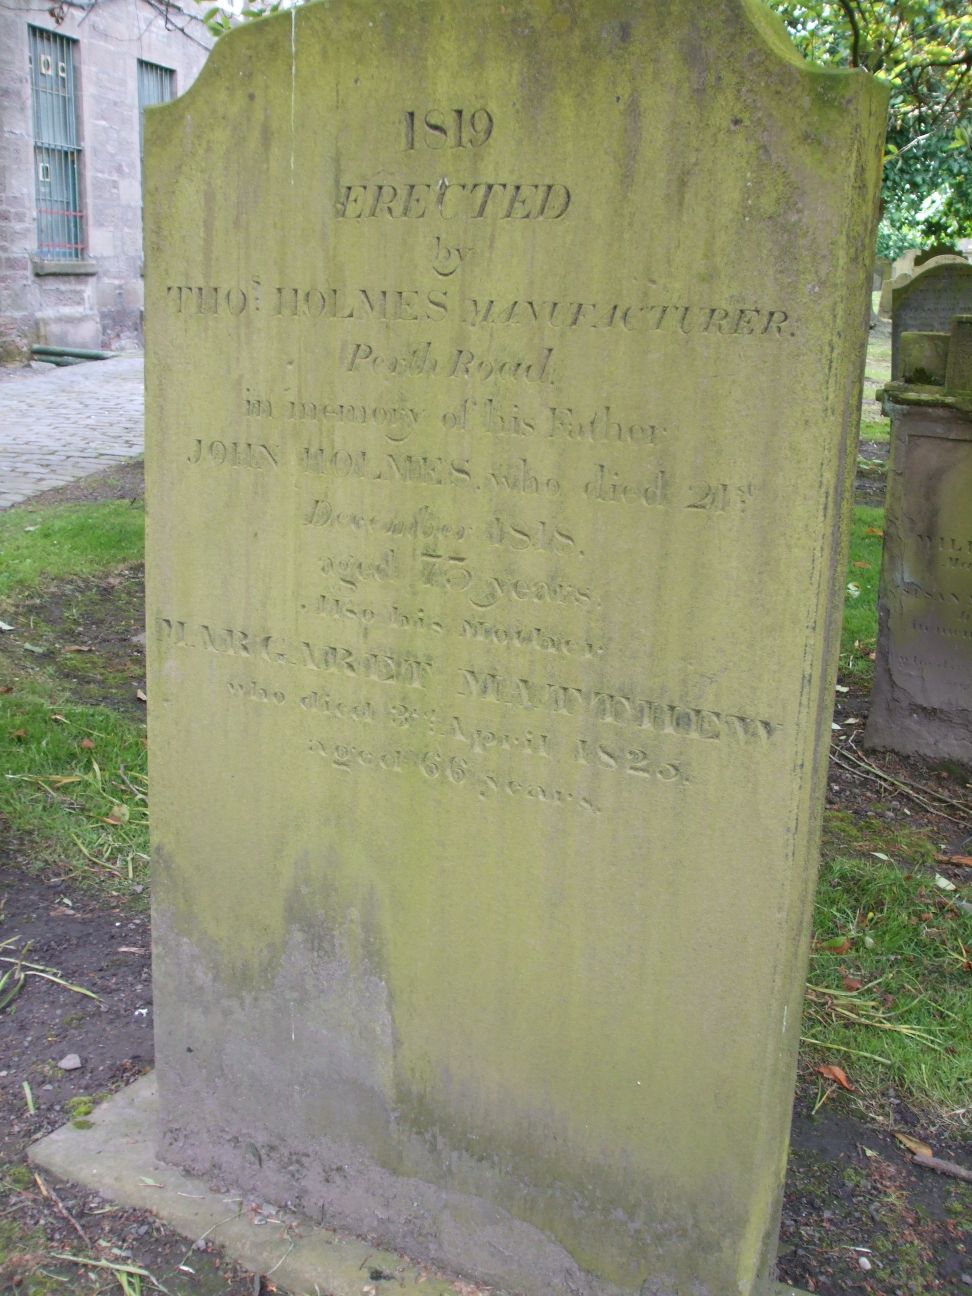 1819
ERECTED
by
THOs. HOLMES MANUFACTURER.
Perth Road.
in memory of his Father
JOHN HOLMES. who died 21st
December 1818.
aged 75 years.
Also his Mother
MARGARET MATTHEW
who died 3d April 1825.
Aged 66 years.